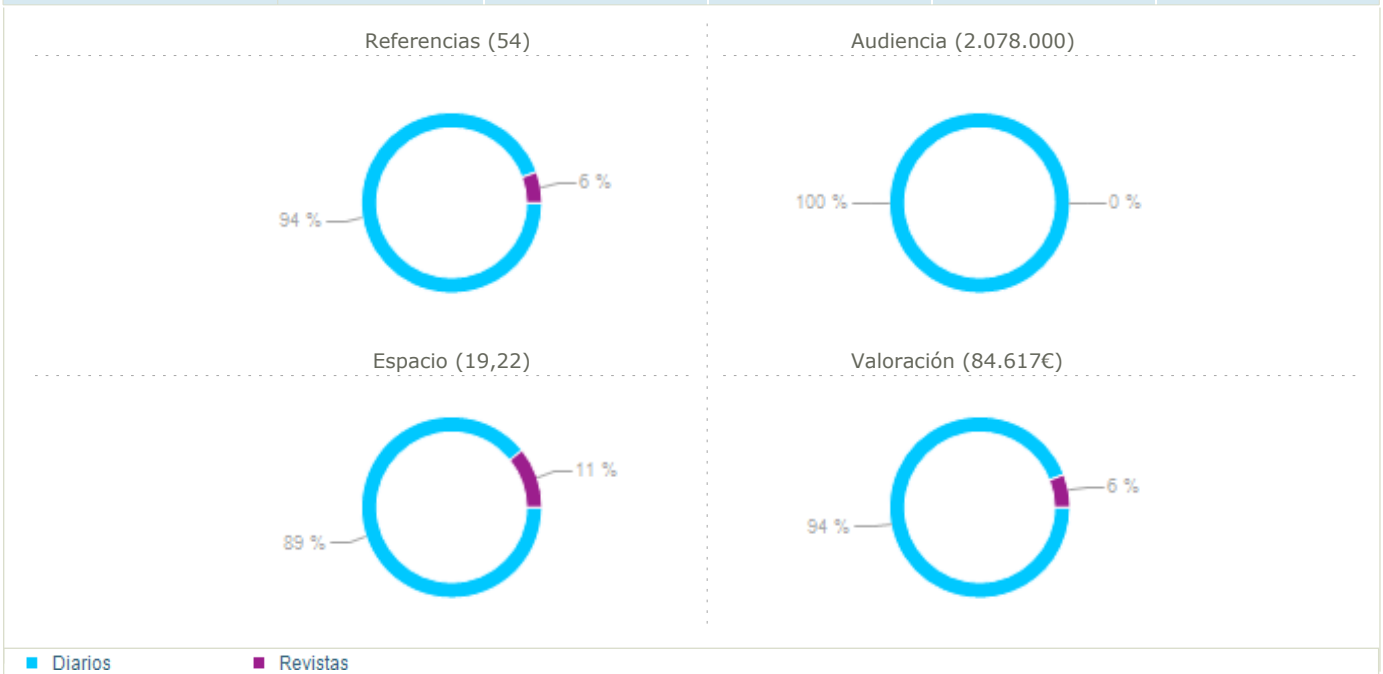 Referencias (54)
Audiencia (2.078.000)
6 %
94 %
100 %
0 %
Espacio (19,22)
Valoración (84.617€)
11 %
89 %
6 %
94 %
Diarios
Revistas